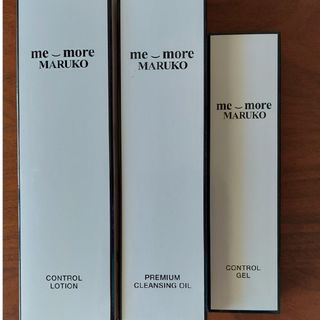 me‿more
MARUKO
CONTROL
LOTION
me‿more
MARUKO
PREMIUM
CLEANSING OIL
me‿more
MARUKO
CONTROL
GEL